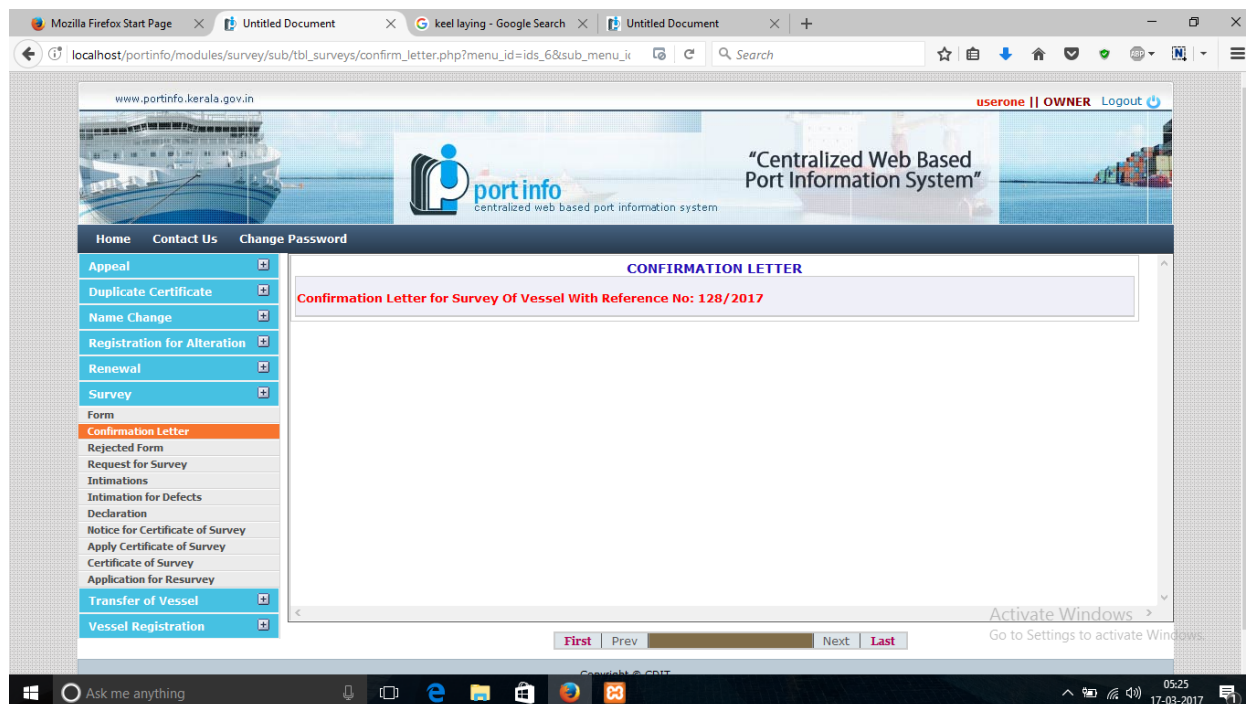 Mozilla Firefox Start Page
Untitled Document
keel laying - Google Search
Untitled Document
localhost/portinfo/modules/survey/sub/tbl_surveys/confirm_letter.php?menu_id=ids_6&sub_menu_ic
Search
www.portinfo.kerala.gov.in
userone || OWNER Logout
port info
centralized web based port information system
"Centralized Web Based
Port Information System"
Home Contact Us Change Password
Appeal
Duplicate Certificate
Name Change
Registration for Alteration
Renewal
Survey
Form
Confirmation Letter
Rejected Form
Request for Survey
Intimations
Intimation for Defects
Declaration
Notice for Certificate of Survey
Apply Certificate of Survey
Certificate of Survey
Application for Resurvey
Transfer of Vessel
Vessel Registration
CONFIRMATION LETTER
Confirmation Letter for Survey Of Vessel With Reference No: 128/2017
First Prev Next Last
Activate Windows
Go to Settings to activate Windows.
Copyright © CDIT
Ask me anything
05:25
17-03-2017